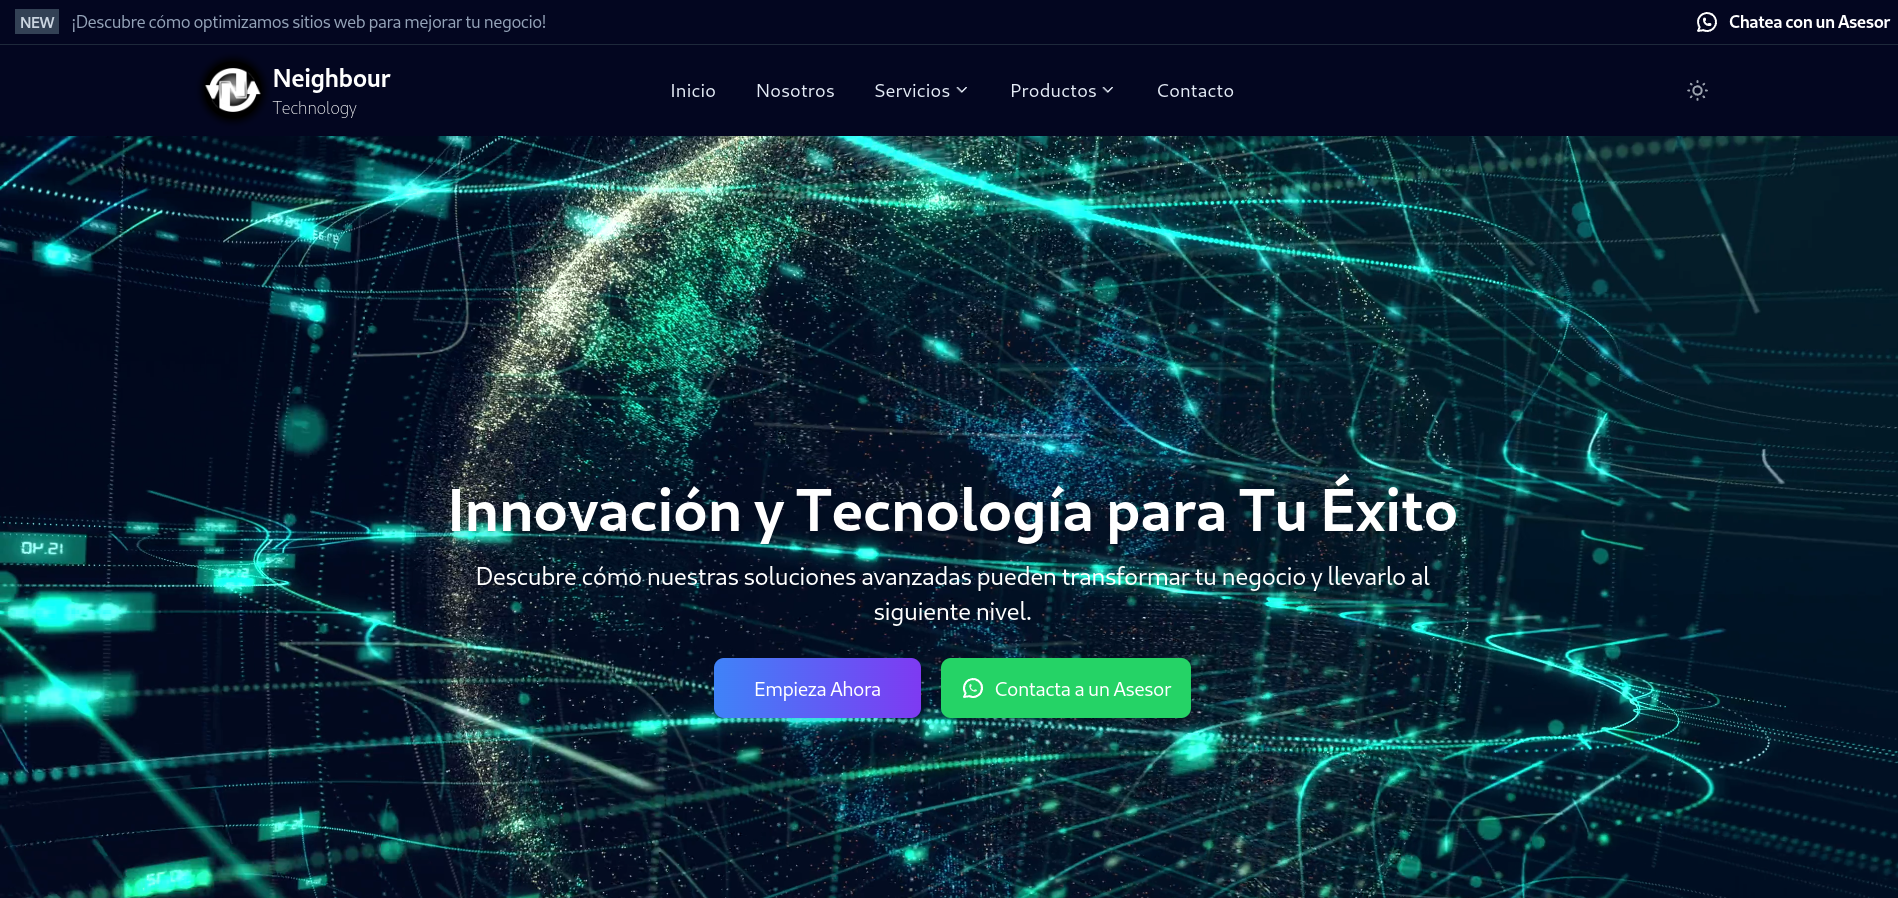 NEW ¡Descubre cómo optimizamos sitios web para mejorar tu negocio!
Chatea con un Asesor
Neighbour
Technology
Inicio Nosotros Servicios Productos Contacto
04.21
Innovación y Tecnología para Tu Éxito
Descubre cómo nuestras soluciones avanzadas pueden transformar tu negocio y llevarlo al
siguiente nivel.
Empieza Ahora
Contacta a un Asesor